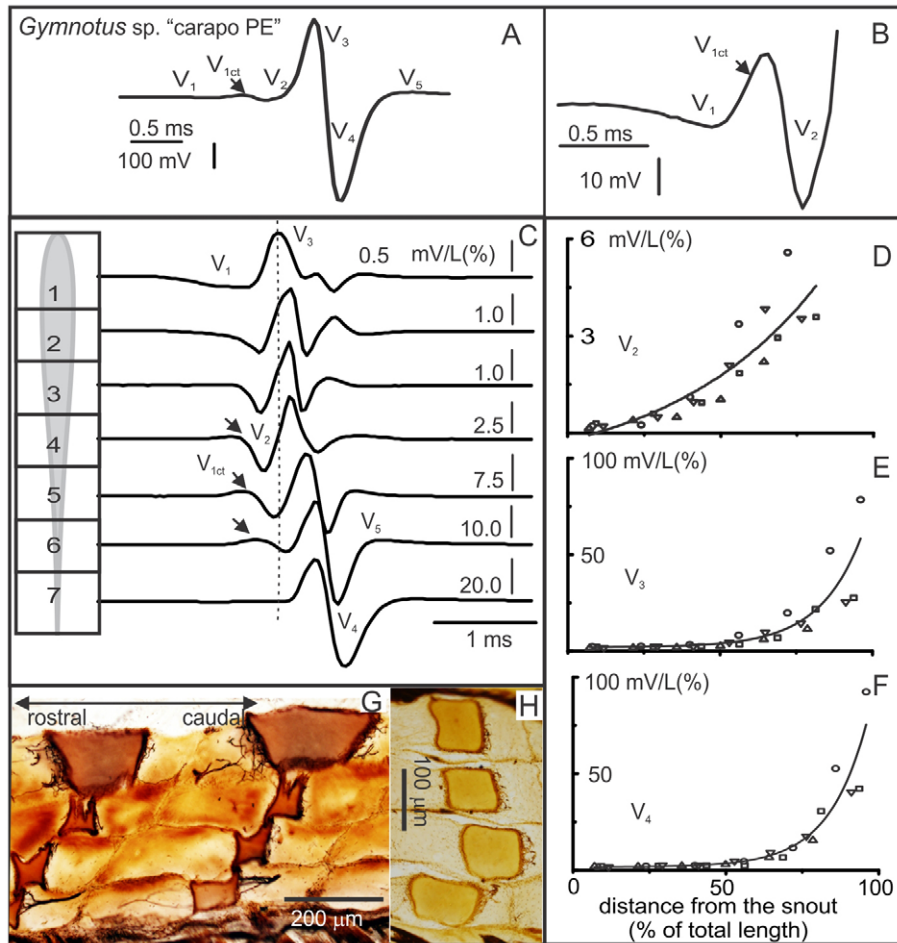 Gymnotus sp. “carapo PE”
A
V1
V1ct
V2
V3
V4
V5
0.5 ms
100 mV
B
V1ct
V1
V2
0.5 ms
10 mV
C
V3
V1
0.5 mV/L(%)
1
1.0
2
1.0
3
2.5
4
V2
V1ct
7.5
5
V5
10.0
6
20.0
7
V4
1 ms
D
6 mV/L(%)
3
V2
E
100 mV/L(%)
50
V3
F
100 mV/L(%)
50
V4
0
0 50 100
distance from the snout
(% of total length)
G
rostral caudal
200 µm
H
100 µm